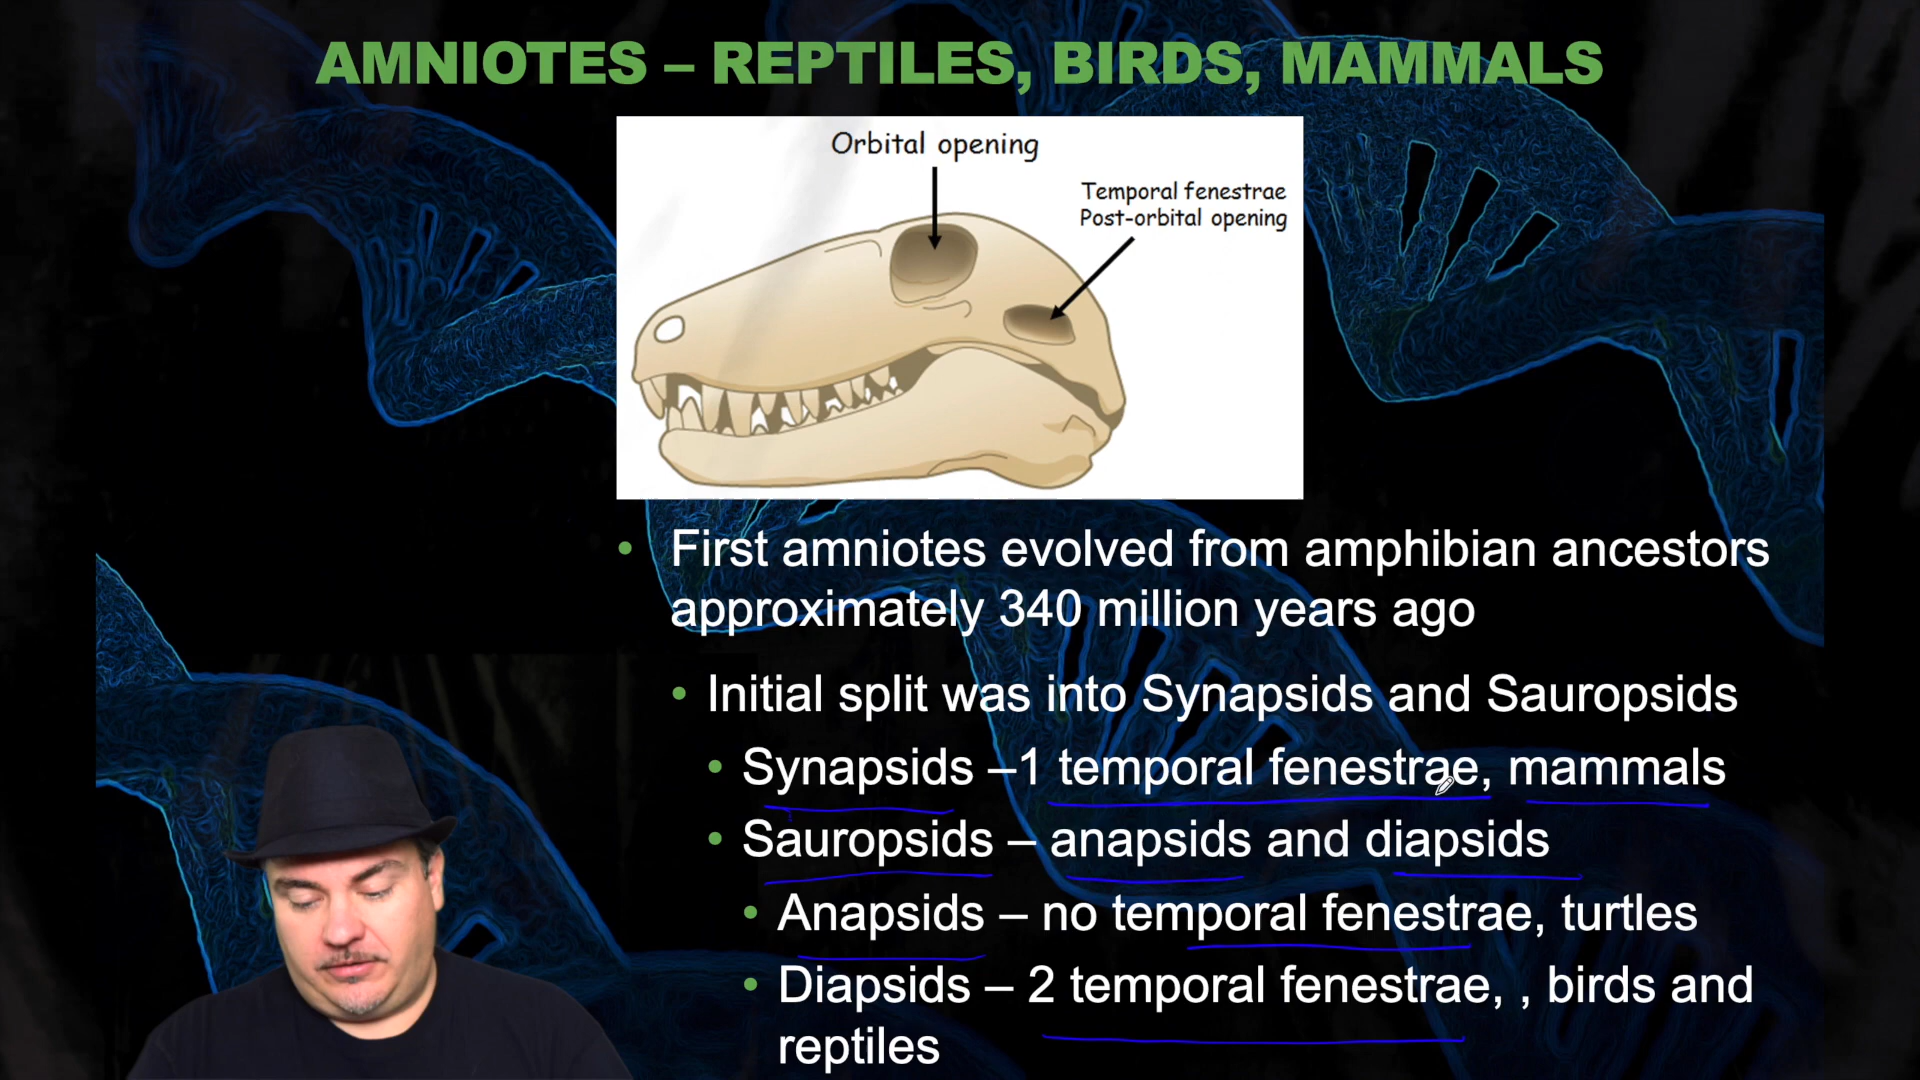 AMNIOTES – REPTILES, BIRDS, MAMMALS
Orbital opening
Temporal fenestrae
Post-orbital opening
• First amniotes evolved from amphibian ancestors
approximately 340 million years ago
• Initial split was into Synapsids and Sauropsids
• Synapsids –1 temporal fenestrae, mammals
• Sauropsids – anapsids and diapsids
• Anapsids – no temporal fenestrae, turtles
• Diapsids – 2 temporal fenestrae, , birds and
reptiles